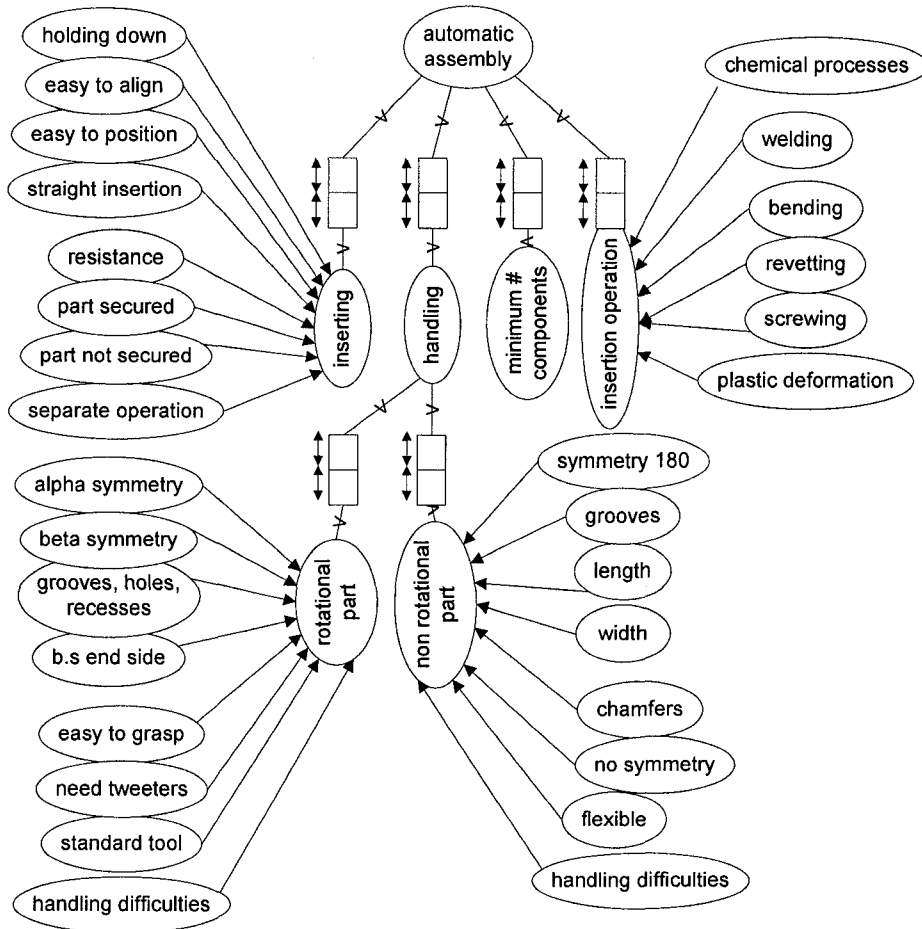 automatic
assembly
holding down
easy to align
easy to position
straight insertion
resistance
part secured
part not secured
separate operation
inserting
handling
minimum #
components
insertion operation
chemical processes
welding
bending
revetting
screwing
plastic deformation
alpha symmetry
beta symmetry
grooves, holes,
recesses
b.s end side
easy to grasp
need tweeters
standard tool
handling difficulties
rotational
part
non rotational
part
symmetry 180
grooves
length
width
chamfers
no symmetry
flexible
handling difficulties